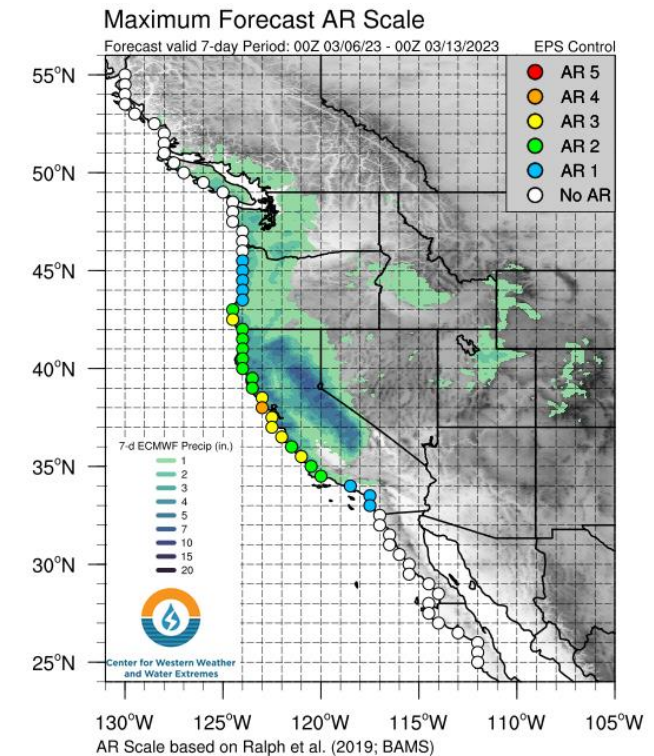 Maximum Forecast AR Scale
Forecast valid 7-day Period: 00Z 03/06/23 - 00Z 03/13/2023 EPS Control
AR 5
AR 4
AR 3
AR 2
AR 1
No AR
55°N
50°N
45°N
40°N
35°N
30°N
25°N
7-d ECMWF Precip (in.)
1
2
3
4
5
7
10
15
20
Center for Western Weather
and Water Extremes
130°W 125°W 120°W 115°W 110°W 105°W
AR Scale based on Ralph et al. (2019; BAMS)